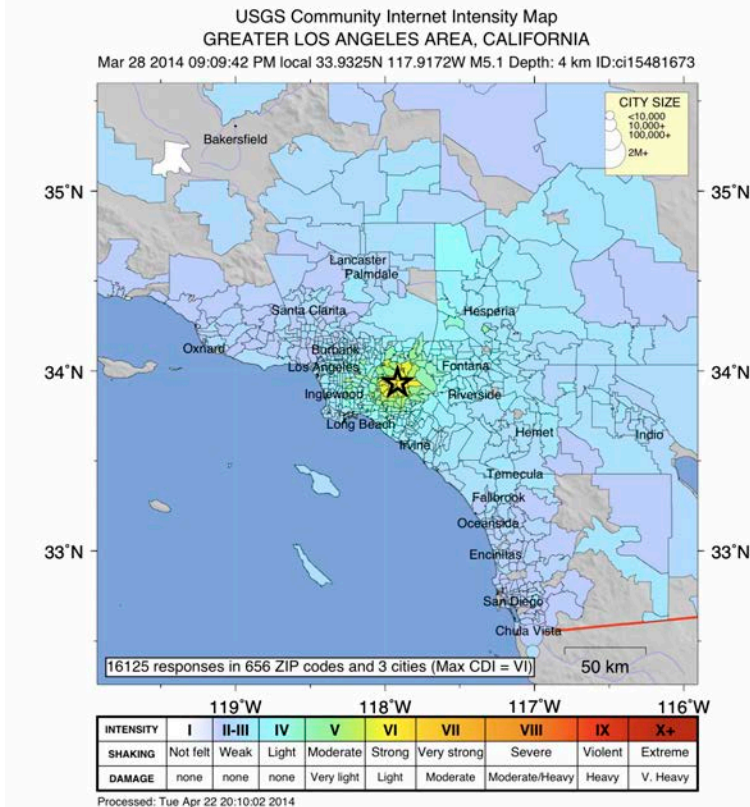 USGS Community Internet Intensity Map
GREATER LOS ANGELES AREA, CALIFORNIA
Mar 28 2014 09:09:42 PM local 33.9325N 117.9172W M5.1 Depth: 4 km ID:ci15481673
CITY SIZE
<10,000
10,000+
100,000+
2M+
Bakersfield
35˚N 35˚N
Lancaster
Palmdale
Santa Clarita Hesperia
Oxnard Burbank
34˚N 34˚N
Los Angeles Fontana
Inglewood Riverside
Long Beach
Irvine Hemet Indio
Temecula
Fallbrook
Oceanside
33˚N 33˚N
Encinitas
San Diego
Chula Vista
16125 responses in 656 ZIP codes and 3 cities (Max CDI = VI)
50 km
119˚W 118˚W 117˚W 116˚W
INTENSITY I II-III IV V VI VII VIII IX X+
SHAKING Not felt Weak Light Moderate Strong Very strong Severe Violent Extreme
DAMAGE none none none Very light Light Moderate Moderate/Heavy Heavy V. Heavy
Processed: Tue Apr 22 20:10:02 2014